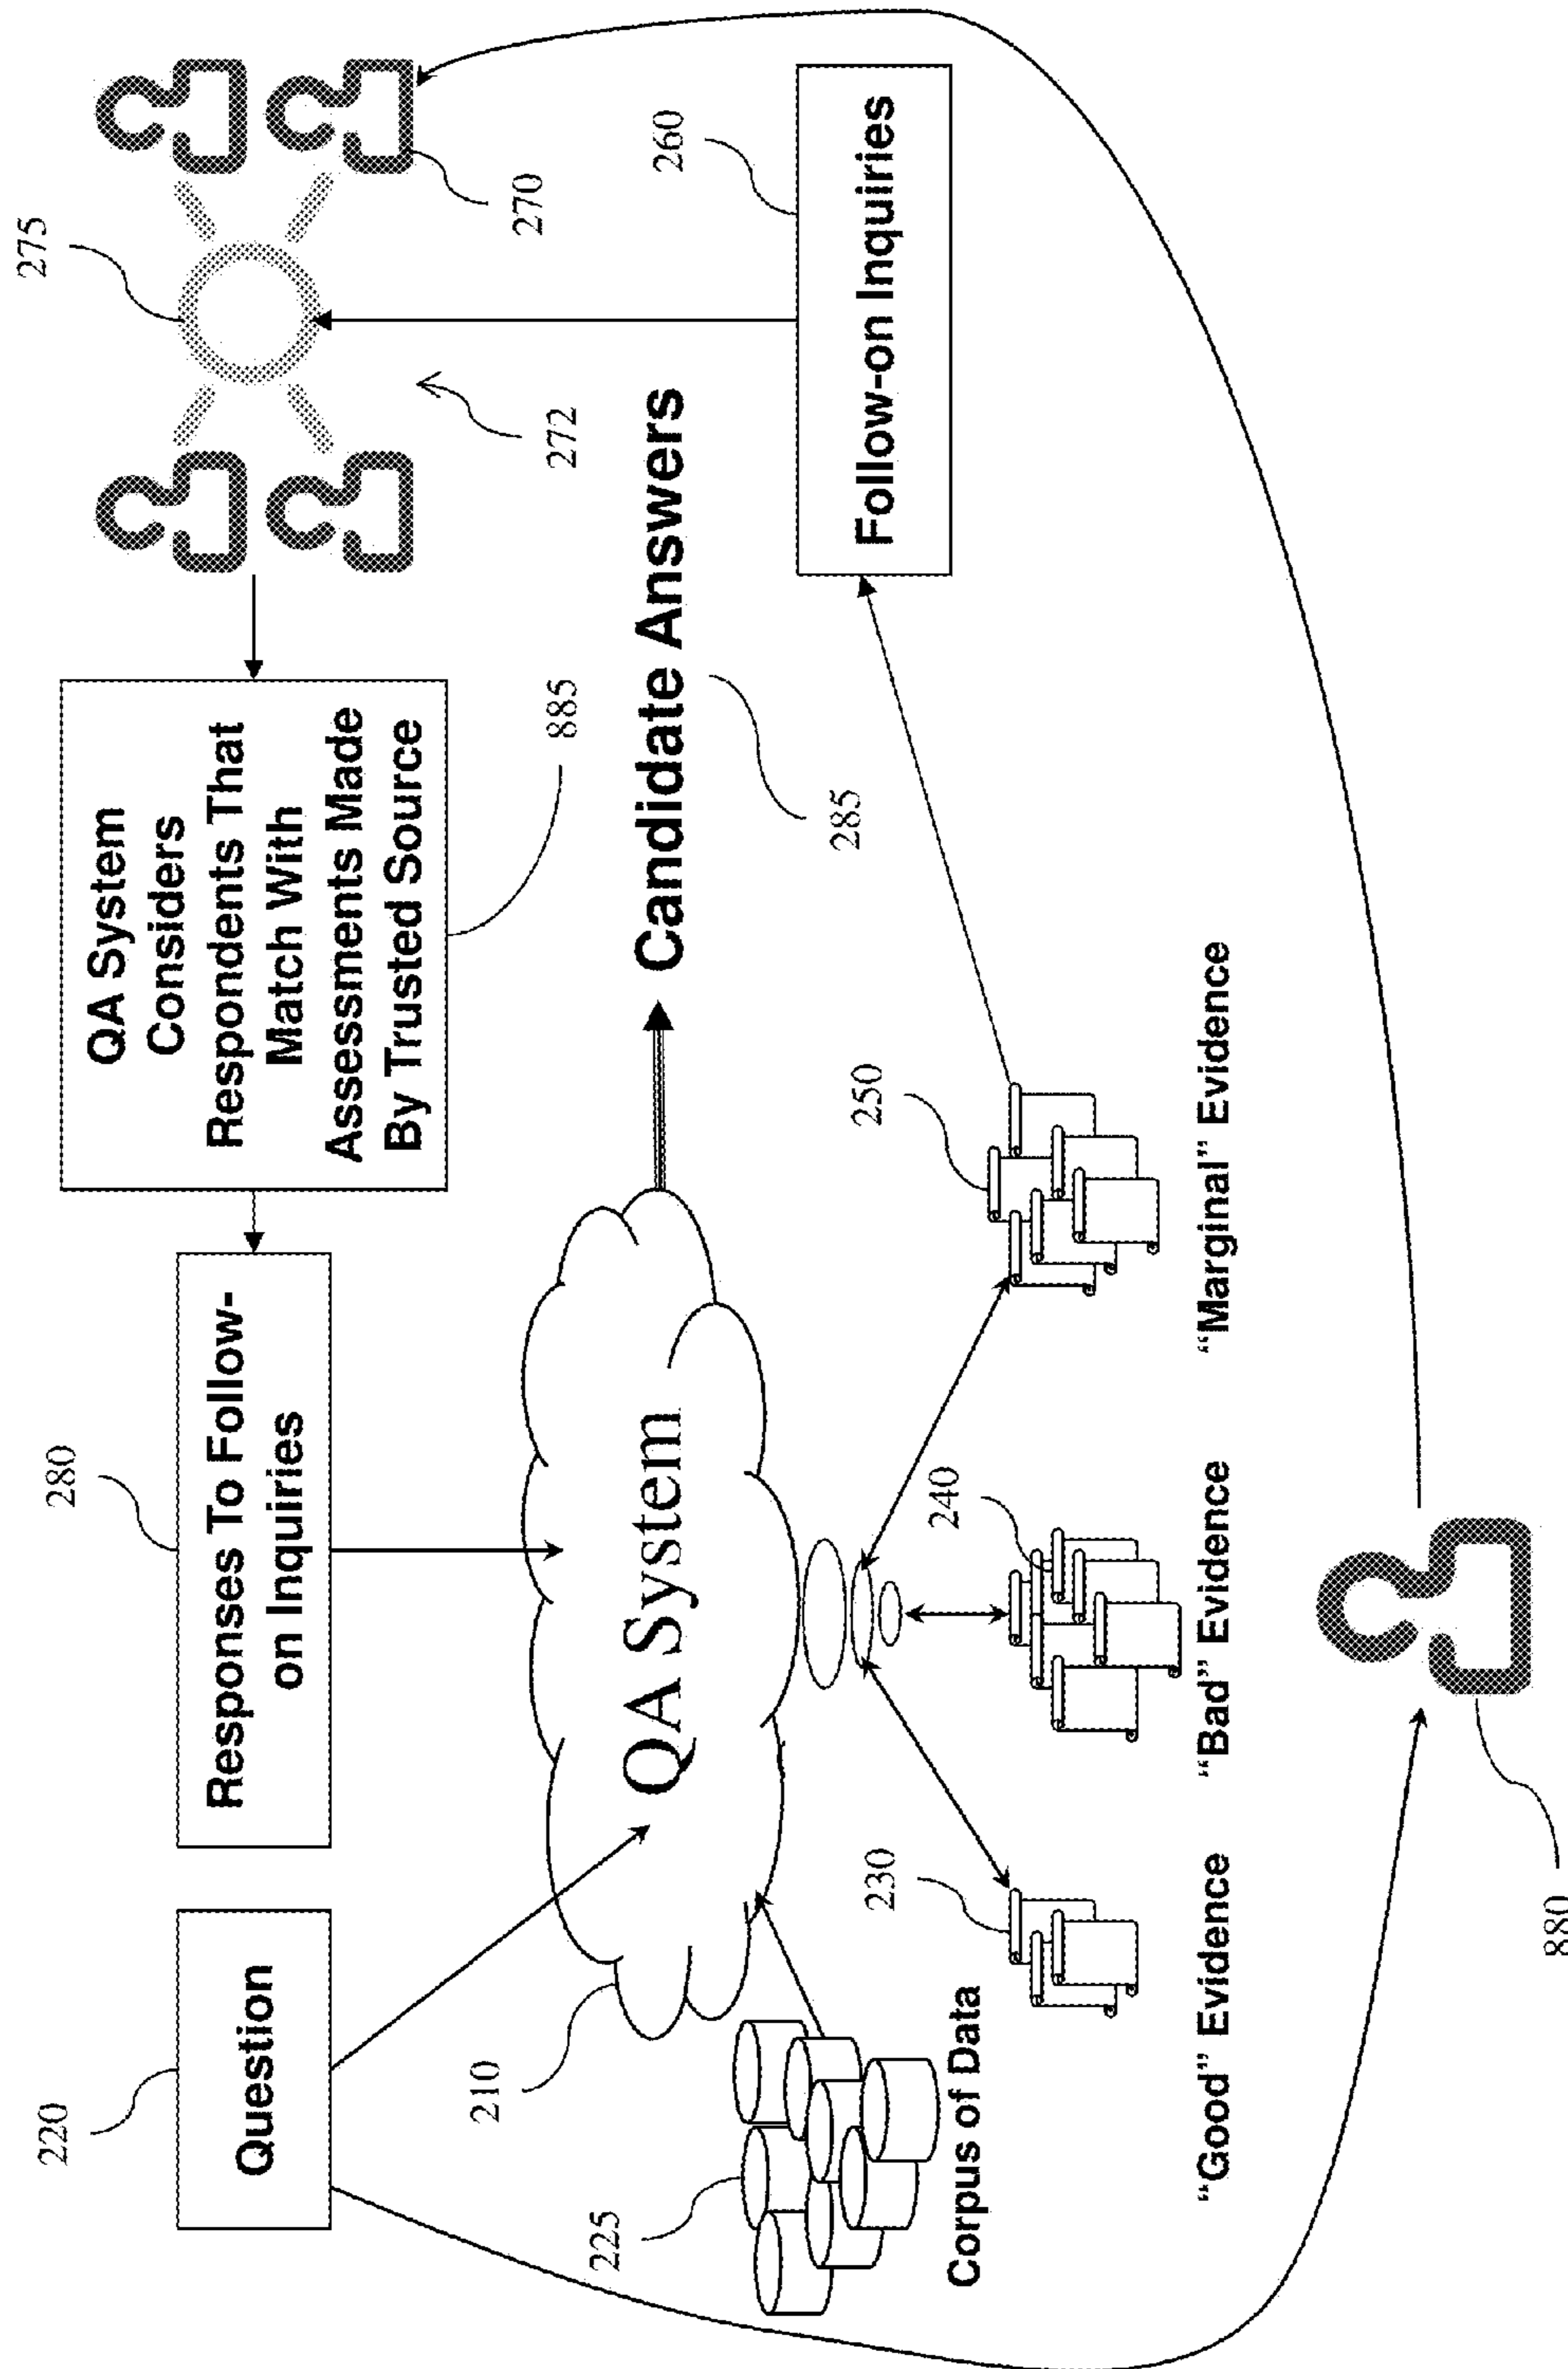 220
Question
280
Responses To Follow-
on Inquiries
QA System
Considers
Respondents That
Match With
Assessments Made
By Trusted Source
885
275
270
272
210
QA System
Candidate Answers
285
260
Follow-on Inquiries
225
Corpus of Data
230
"Good" Evidence
240
"Bad" Evidence
250
"Marginal" Evidence
880